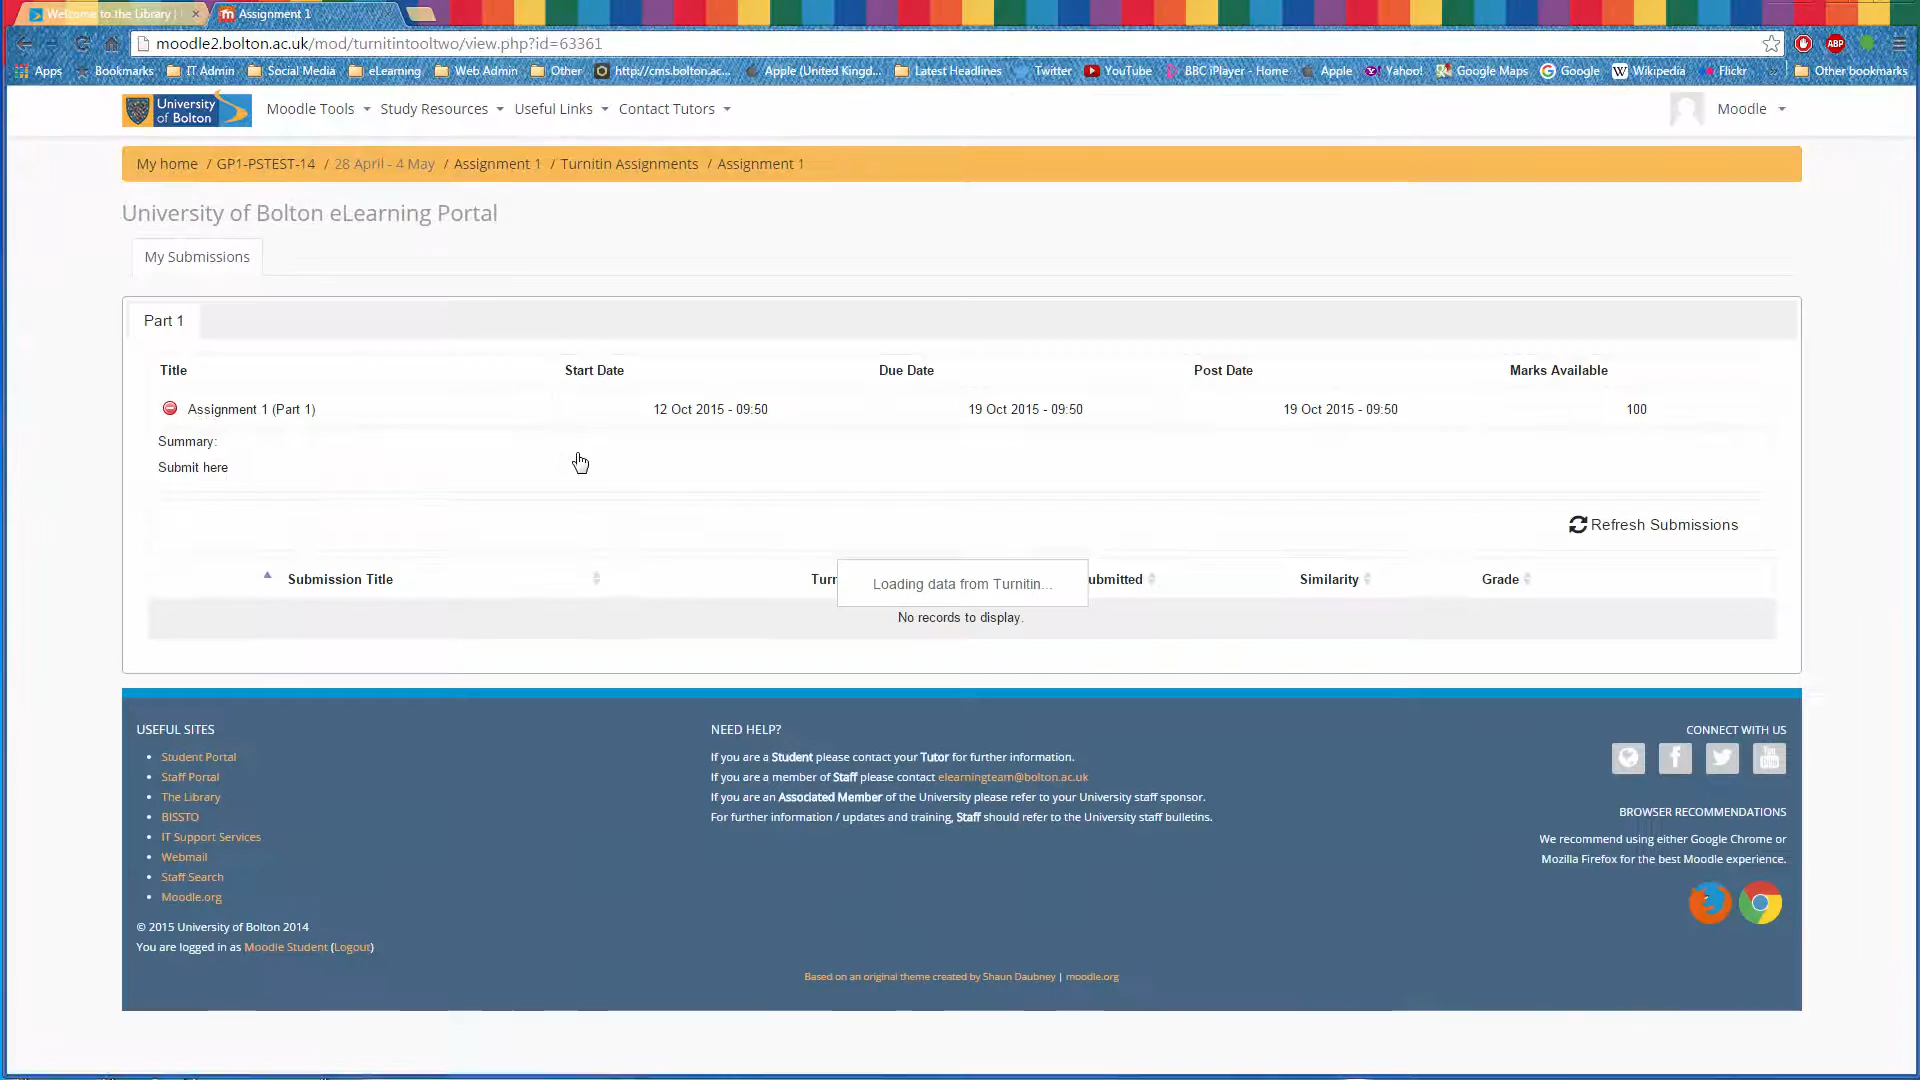 Welcome to the Library |
Assignment 1
moodle2.bolton.ac.uk/mod/turnitintooltwo/view.php?id=63361
ABP
Apps Bookmarks IT Admin Social Media eLearning Web Admin Other http://cms.bolton.ac... Apple (United Kingd... Latest Headlines Twitter YouTube BBC iPlayer - Home Apple Yahoo! Google Maps Google Wikipedia Flickr » Other bookmarks
University of Bolton Moodle Tools Study Resources Useful Links Contact Tutors Moodle
My home / GP1-PSTEST-14 / 28 April - 4 May / Assignment 1 / Turnitin Assignments / Assignment 1
University of Bolton eLearning Portal
My Submissions
Part 1
Title Start Date Due Date Post Date Marks Available
Assignment 1 (Part 1) 12 Oct 2015 - 09:50 19 Oct 2015 - 09:50 19 Oct 2015 - 09:50 100
Summary:
Submit here
Refresh Submissions
Submission Title Turn Loading data from Turnitin... ubmitted Similarity Grade
No records to display.
USEFUL SITES
Student Portal
Staff Portal
The Library
BISSTO
IT Support Services
Webmail
Staff Search
Moodle.org
© 2015 University of Bolton 2014
You are logged in as Moodle Student (Logout)
NEED HELP?
If you are a Student please contact your Tutor for further information.
If you are a member of Staff please contact elearningteam@bolton.ac.uk
If you are an Associated Member of the University please refer to your University staff sponsor.
For further information / updates and training, Staff should refer to the University staff bulletins.
CONNECT WITH US
You Tube
BROWSER RECOMMENDATIONS
We recommend using either Google Chrome or
Mozilla Firefox for the best Moodle experience.
Based on an original theme created by Shaun Daubney | moodle.org